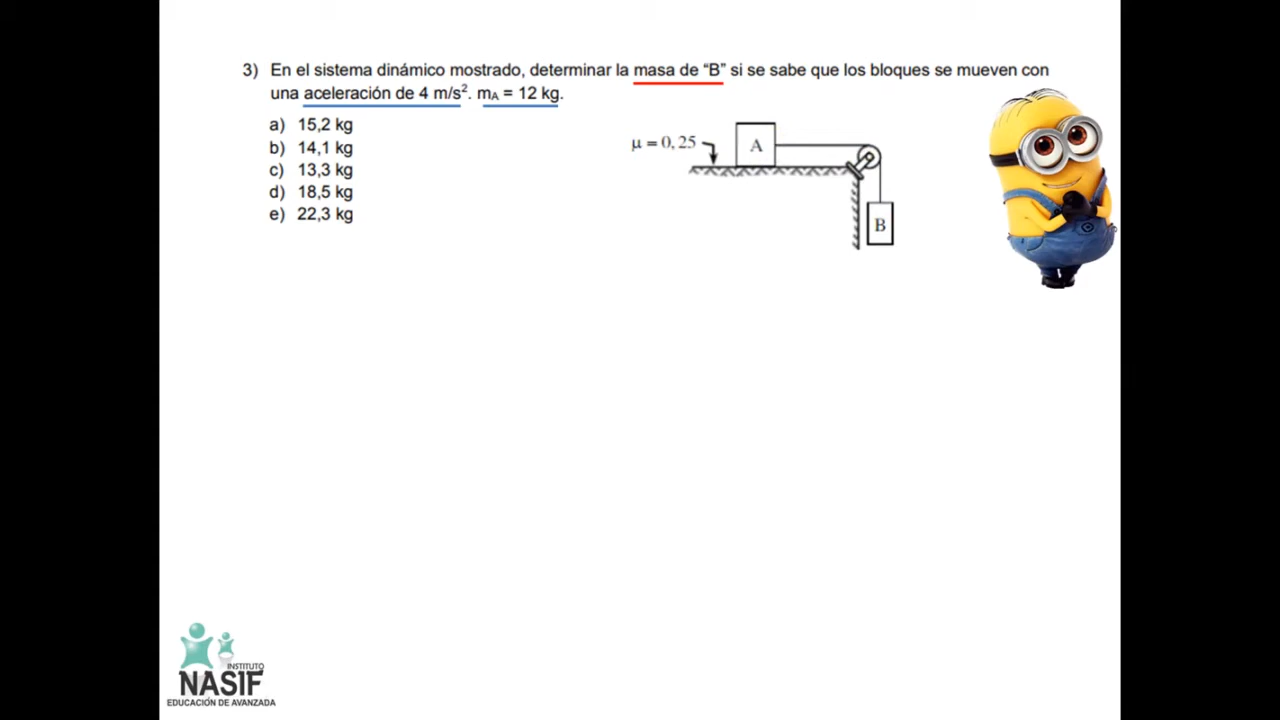 3) En el sistema dinámico mostrado, determinar la masa de “B” si se sabe que los bloques se mueven con
una aceleración de 4 m/s². mA = 12 kg.
a) 15,2 kg
b) 14,1 kg
c) 13,3 kg
d) 18,5 kg
e) 22,3 kg
μ = 0, 25
A
B
INSTITUTO
NASIF
EDUCACIÓN DE AVANZADA